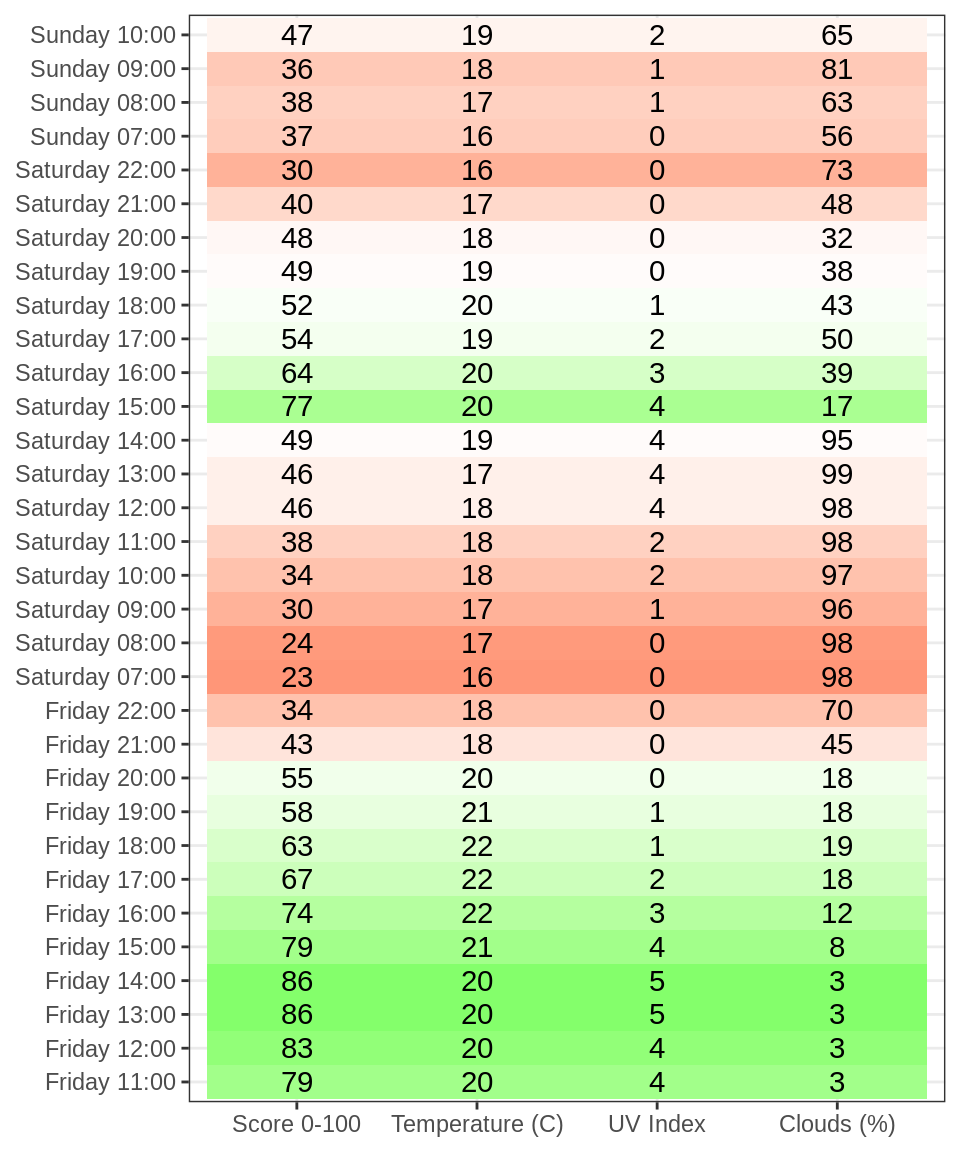 Sunday 10:00 47 19 2 65
Sunday 09:00 36 18 1 81
Sunday 08:00 38 17 1 63
Sunday 07:00 37 16 0 56
Saturday 22:00 30 16 0 73
Saturday 21:00 40 17 0 48
Saturday 20:00 48 18 0 32
Saturday 19:00 49 19 0 38
Saturday 18:00 52 20 1 43
Saturday 17:00 54 19 2 50
Saturday 16:00 64 20 3 39
Saturday 15:00 77 20 4 17
Saturday 14:00 49 19 4 95
Saturday 13:00 46 17 4 99
Saturday 12:00 46 18 4 98
Saturday 11:00 38 18 2 98
Saturday 10:00 34 18 2 97
Saturday 09:00 30 17 1 96
Saturday 08:00 24 17 0 98
Saturday 07:00 23 16 0 98
Friday 22:00 34 18 0 70
Friday 21:00 43 18 0 45
Friday 20:00 55 20 0 18
Friday 19:00 58 21 1 18
Friday 18:00 63 22 1 19
Friday 17:00 67 22 2 18
Friday 16:00 74 22 3 12
Friday 15:00 79 21 4 8
Friday 14:00 86 20 5 3
Friday 13:00 86 20 5 3
Friday 12:00 83 20 4 3
Friday 11:00 79 20 4 3
Score 0-100 Temperature (C) UV Index Clouds (%)